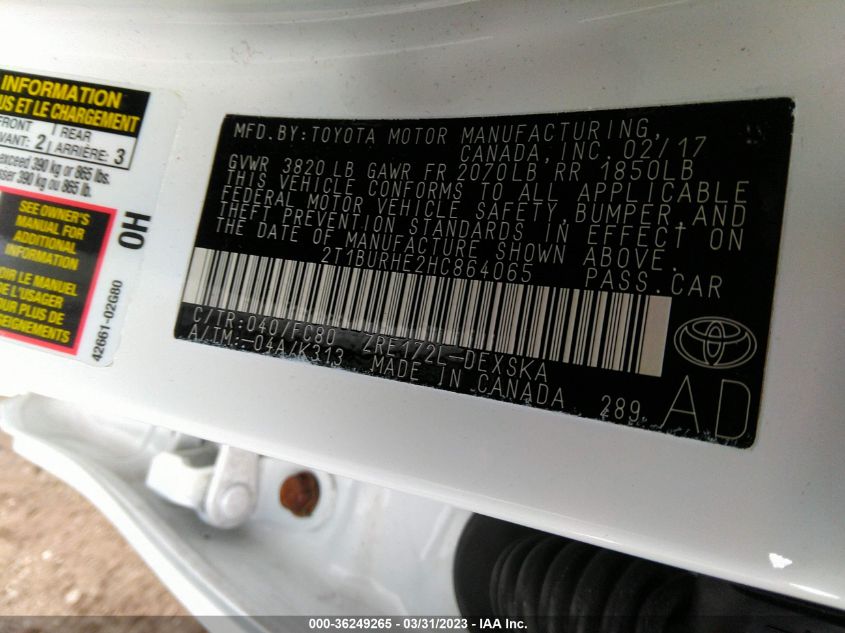 INFORMATION
US ET LE CHARGEMENT
FRONT | REAR
VANT: 2 | ARRIÈRE: 3
exceed 390 kg or 865 lbs.
sser 390 kg ou 865 lb.
SEE OWNER'S
MANUAL FOR
ADDITIONAL
INFORMATION
OIR LE MANUEL
DE L'USAGER
POUR PLUS DE
SEIGNEMENTS
OH
42661-02G80
MFD. BY: TOYOTA MOTOR MANUFACTURING,
CANADA, INC. 02/17
GVWR 3820 LB GAWR FR 2070LB RR 1850LB
THIS VEHICLE CONFORMS TO ALL APPLICABLE
FEDERAL MOTOR VEHICLE SAFETY, BUMPER, AND
THEFT PREVENTION STANDARDS IN EFFECT ON
THE DATE OF MANUFACTURE SHOWN ABOVE.
2T1BURHE2HC864065 PASS.CAR
C/TR:040/FC80 ZRE172L-DEXSKA
A/TM:-04A/K313 MADE IN CANADA 289
AD
000-36249265 - 03/31/2023 - IAA Inc.